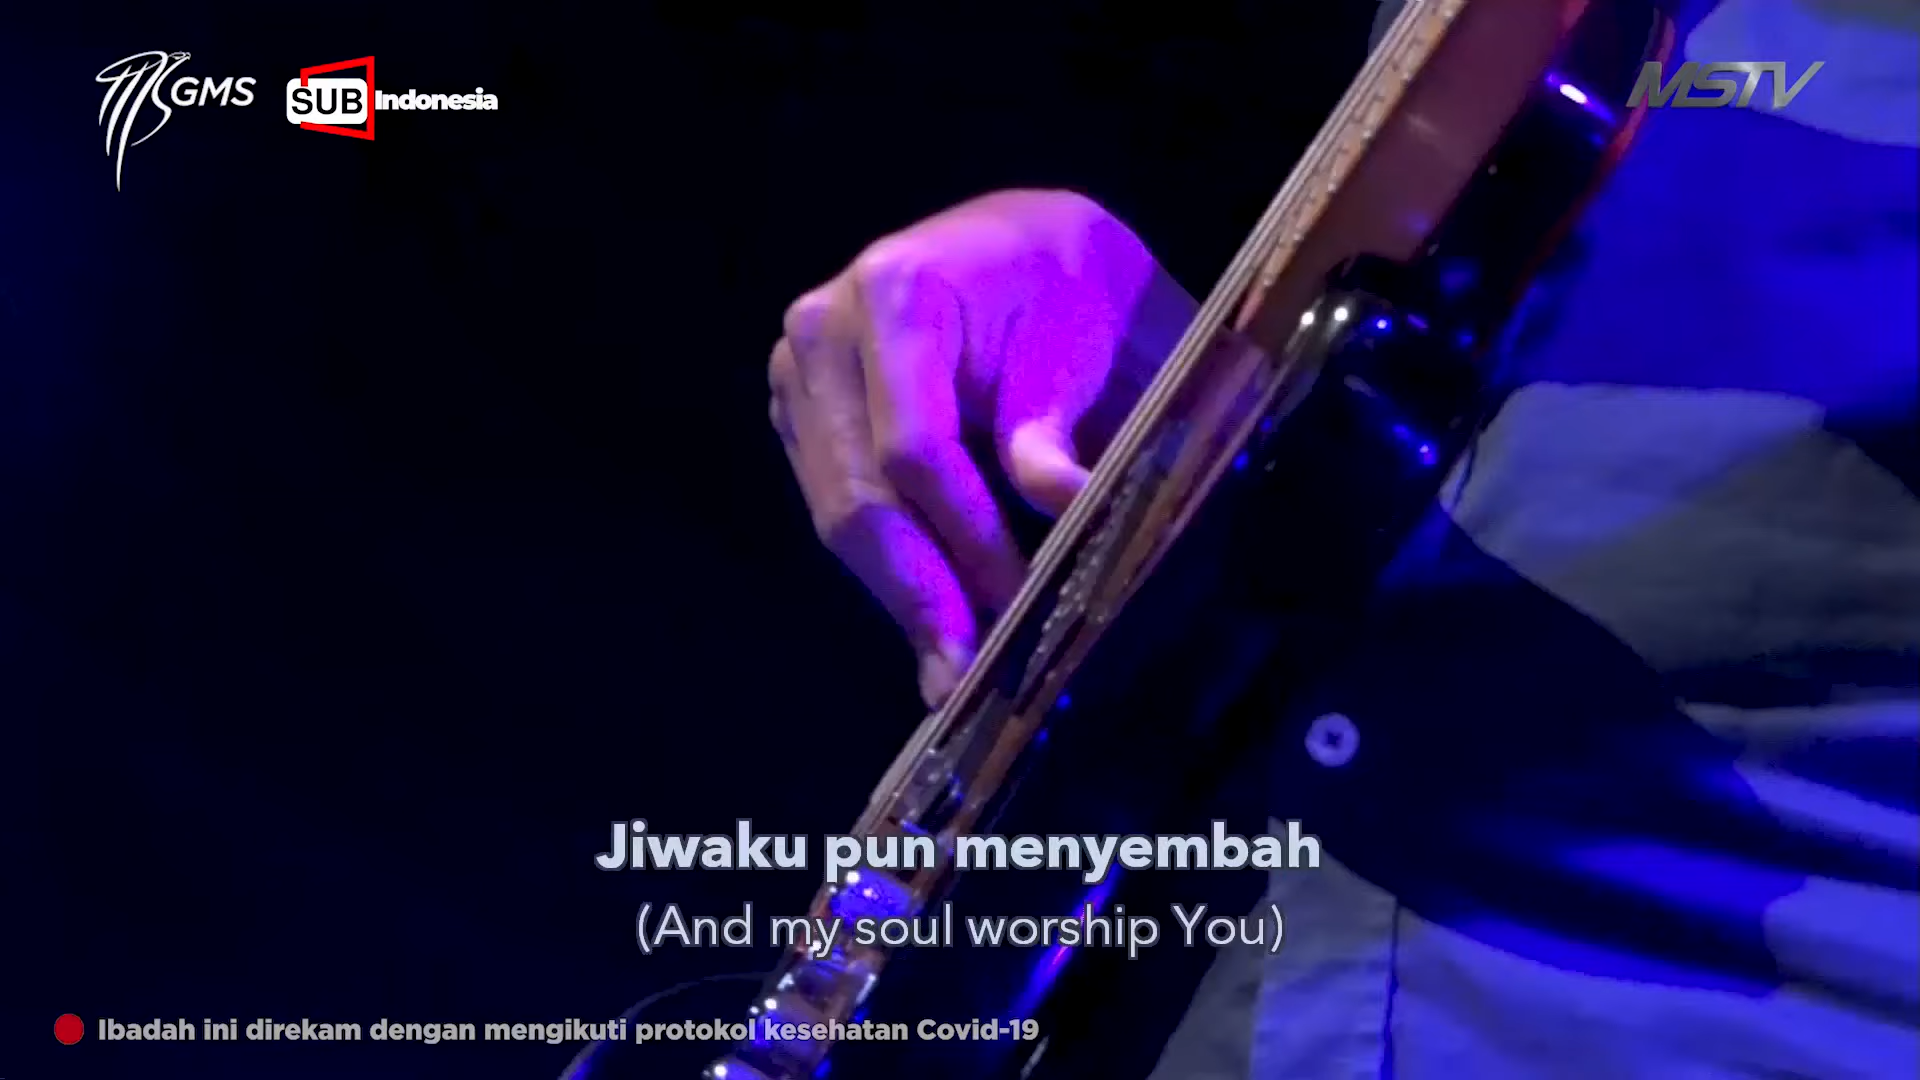 GMS
SUB Indonesia
MSTV
Jiwaku pun menyembah
(And my soul worship You)
Ibadah ini direkam dengan mengikuti protokol kesehatan Covid-19